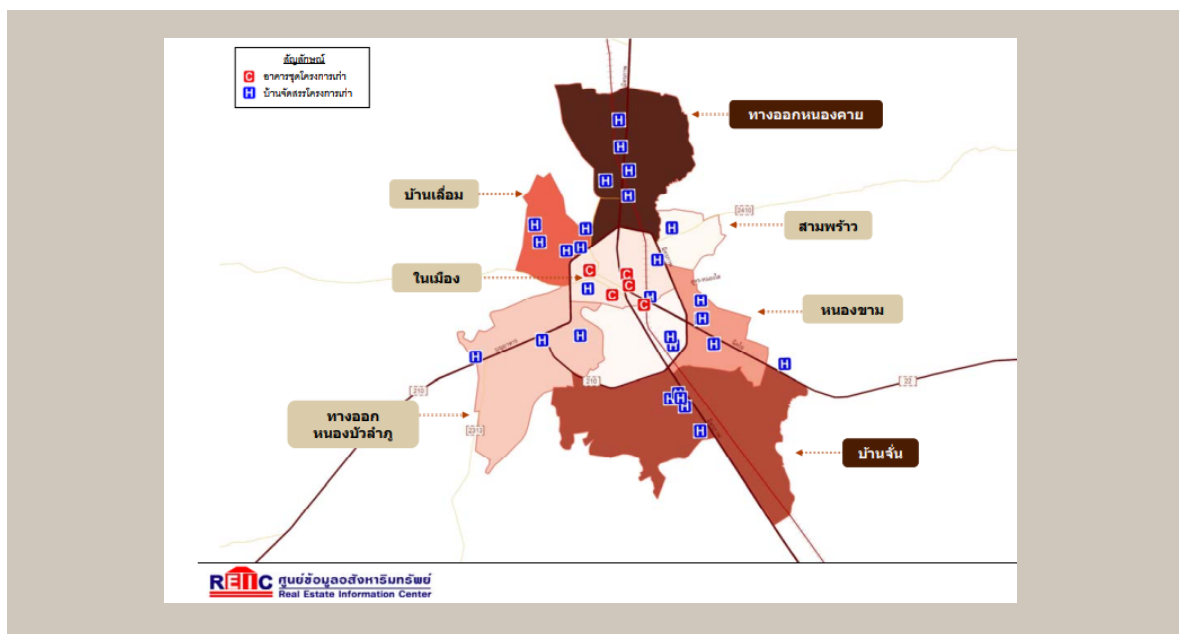 สัญลักษณ์
C อาคารชุดโครงการเก่า
H บ้านจัดสรรโครงการเก่า
ทางออกหนองคาย
บ้านเลื่อม
2410
สามพร้าว
ในเมือง
หนองขาม
210
210
22
2313
ทางออก
หนองบัวลำภู
บ้านจั่น
REIC ศูนย์ข้อมูลอสังหาริมทรัพย์
Real Estate Information Center